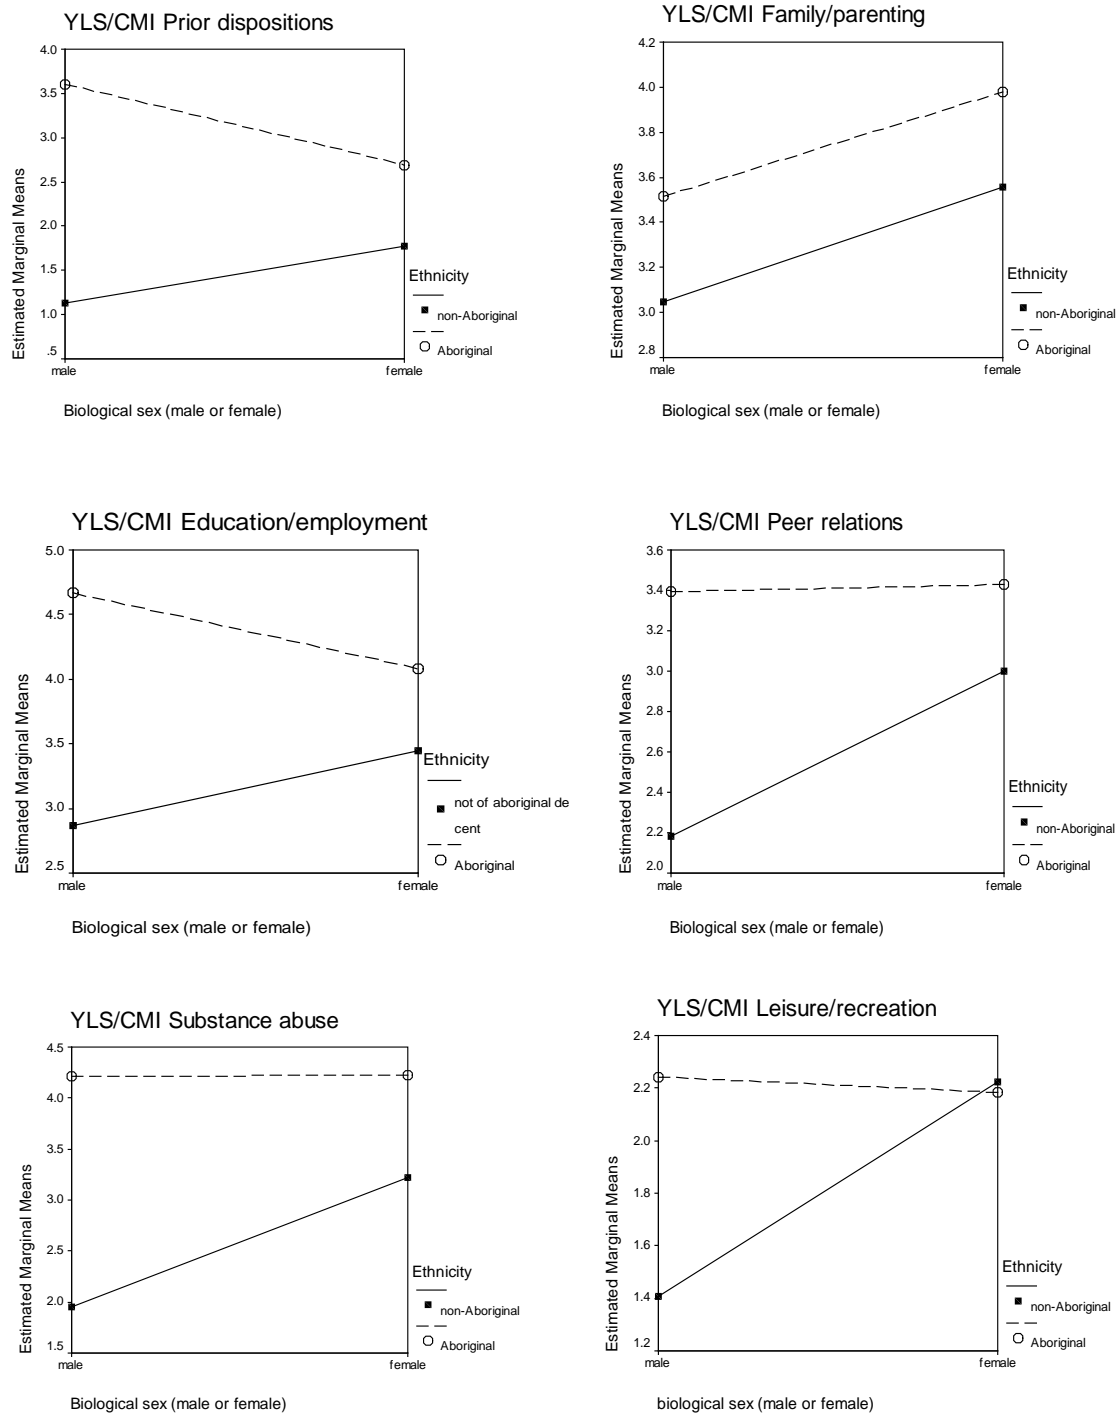 YLS/CMI Prior dispositions
4.0
3.5
3.0
2.5
2.0
1.5
1.0
.5
Estimated Marginal Means
male
female
Biological sex (male or female)
Ethnicity
non-Aboriginal
Aboriginal
YLS/CMI Family/parenting
4.2
4.0
3.8
3.6
3.4
3.2
3.0
2.8
Estimated Marginal Means
male
female
Biological sex (male or female)
Ethnicity
non-Aboriginal
Aboriginal
YLS/CMI Education/employment
5.0
4.5
4.0
3.5
3.0
2.5
Estimated Marginal Means
male
female
Biological sex (male or female)
Ethnicity
not of aboriginal de
cent
Aboriginal
YLS/CMI Peer relations
3.6
3.4
3.2
3.0
2.8
2.6
2.4
2.2
2.0
Estimated Marginal Means
male
female
Biological sex (male or female)
Ethnicity
non-Aboriginal
Aboriginal
YLS/CMI Substance abuse
4.5
4.0
3.5
3.0
2.5
2.0
1.5
Estimated Marginal Means
male
female
Biological sex (male or female)
Ethnicity
non-Aboriginal
Aboriginal
YLS/CMI Leisure/recreation
2.4
2.2
2.0
1.8
1.6
1.4
1.2
Estimated Marginal Means
male
female
biological sex (male or female)
Ethnicity
non-Aboriginal
Aboriginal